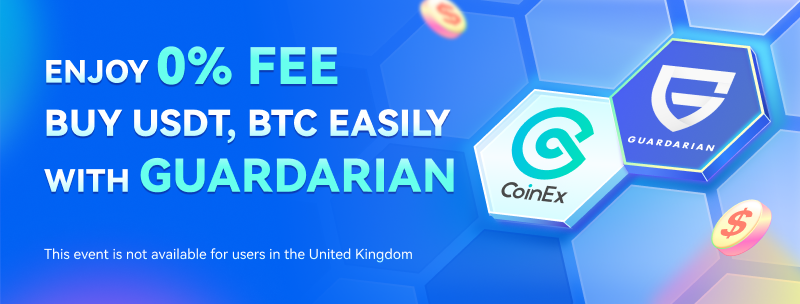 ENJOY 0% FEE
BUY USDT, BTC EASILY
WITH GUARDARIAN
This event is not available for users in the United Kingdom
CoinEx
GUARDARIAN
$
$